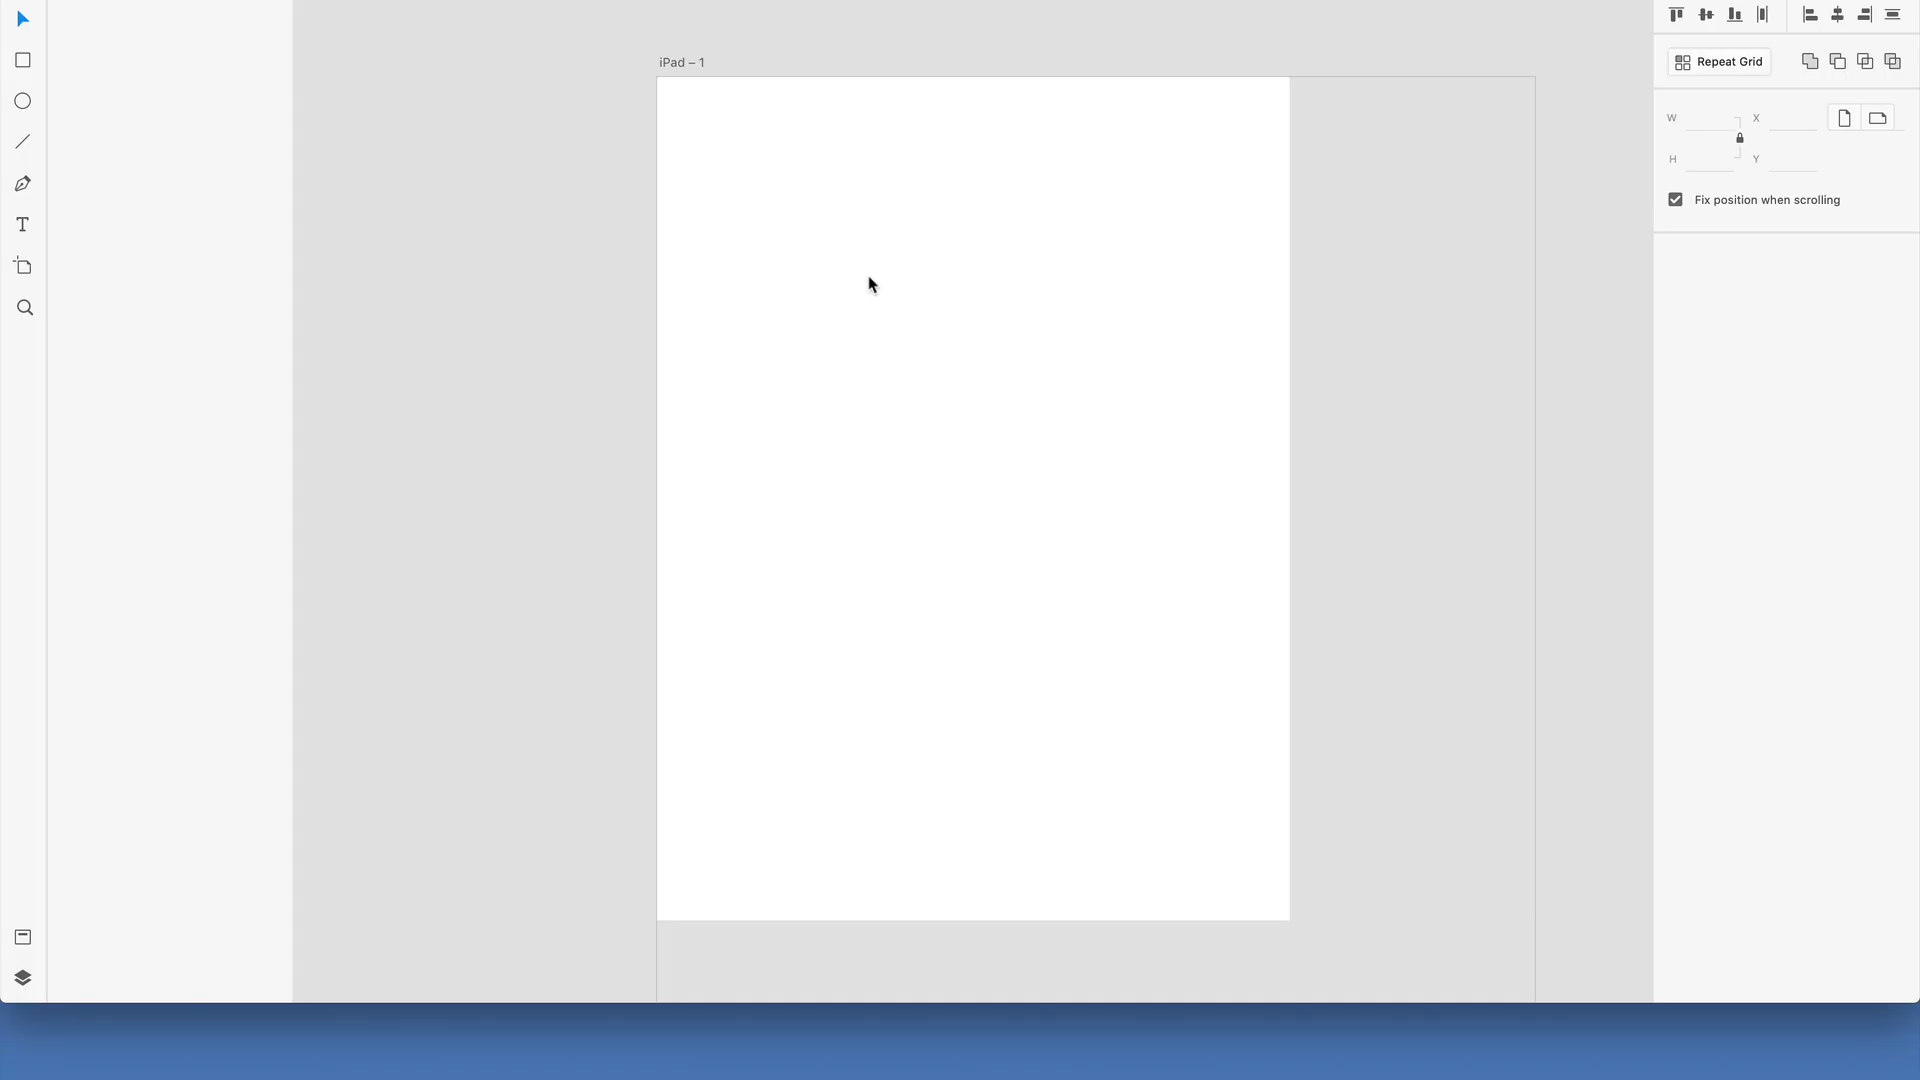 iPad – 1
Repeat Grid
W
X
H
Y
Fix position when scrolling